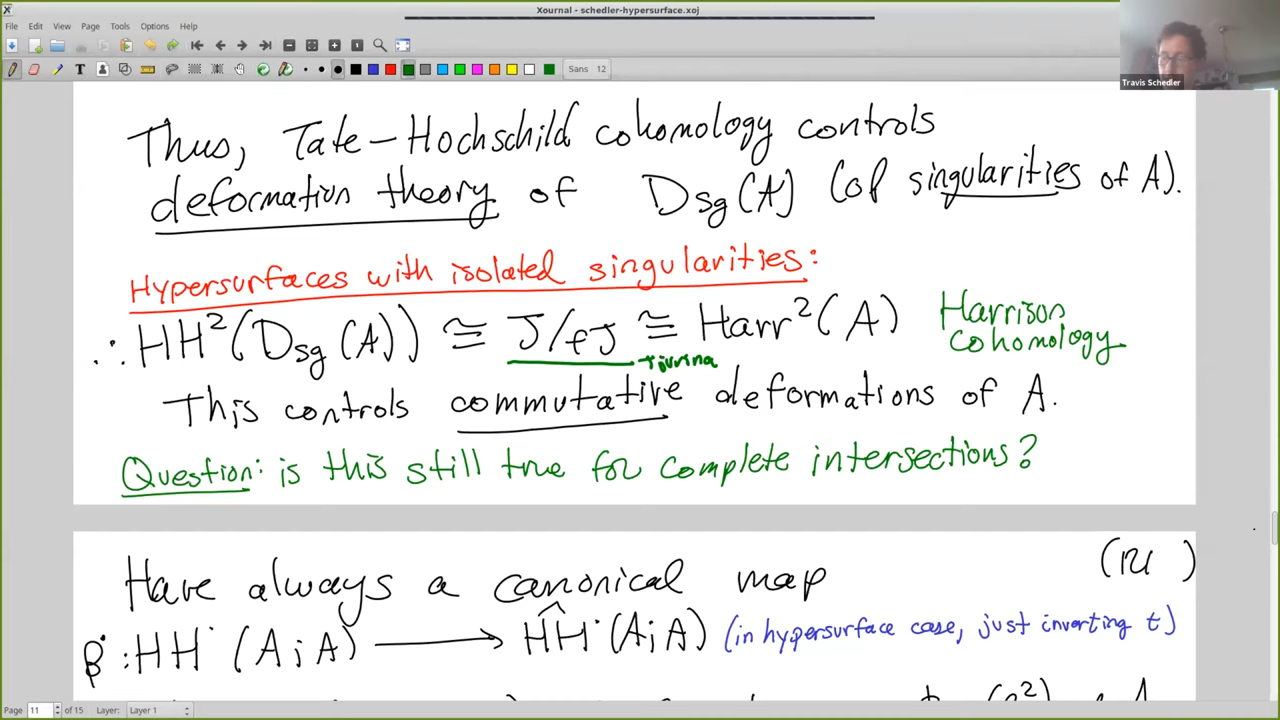 Xournal - schedler-hypersurface.xoj
File Edit View Page Tools Options Help
Sans 12
Travis Schedler
Thus, Tate-Hochschild cohomology controls
deformation theory of Dsg(A) (of singularities of A).
Hypersurfaces with isolated singularities:
∴ HH²(Dsg(A)) ≅ J/fJ ≅ Harr²(A) Harrison
Cohomology
Tjurina
This controls commutative deformations of A.
Question: is this still true for complete intersections?
Have always a canonical map
β˙: HH˙(A;A) ⟶ ĤH˙(A;A) (in hypersurface case, just inverting t)
Page 11 of 15 Layer: Layer 1